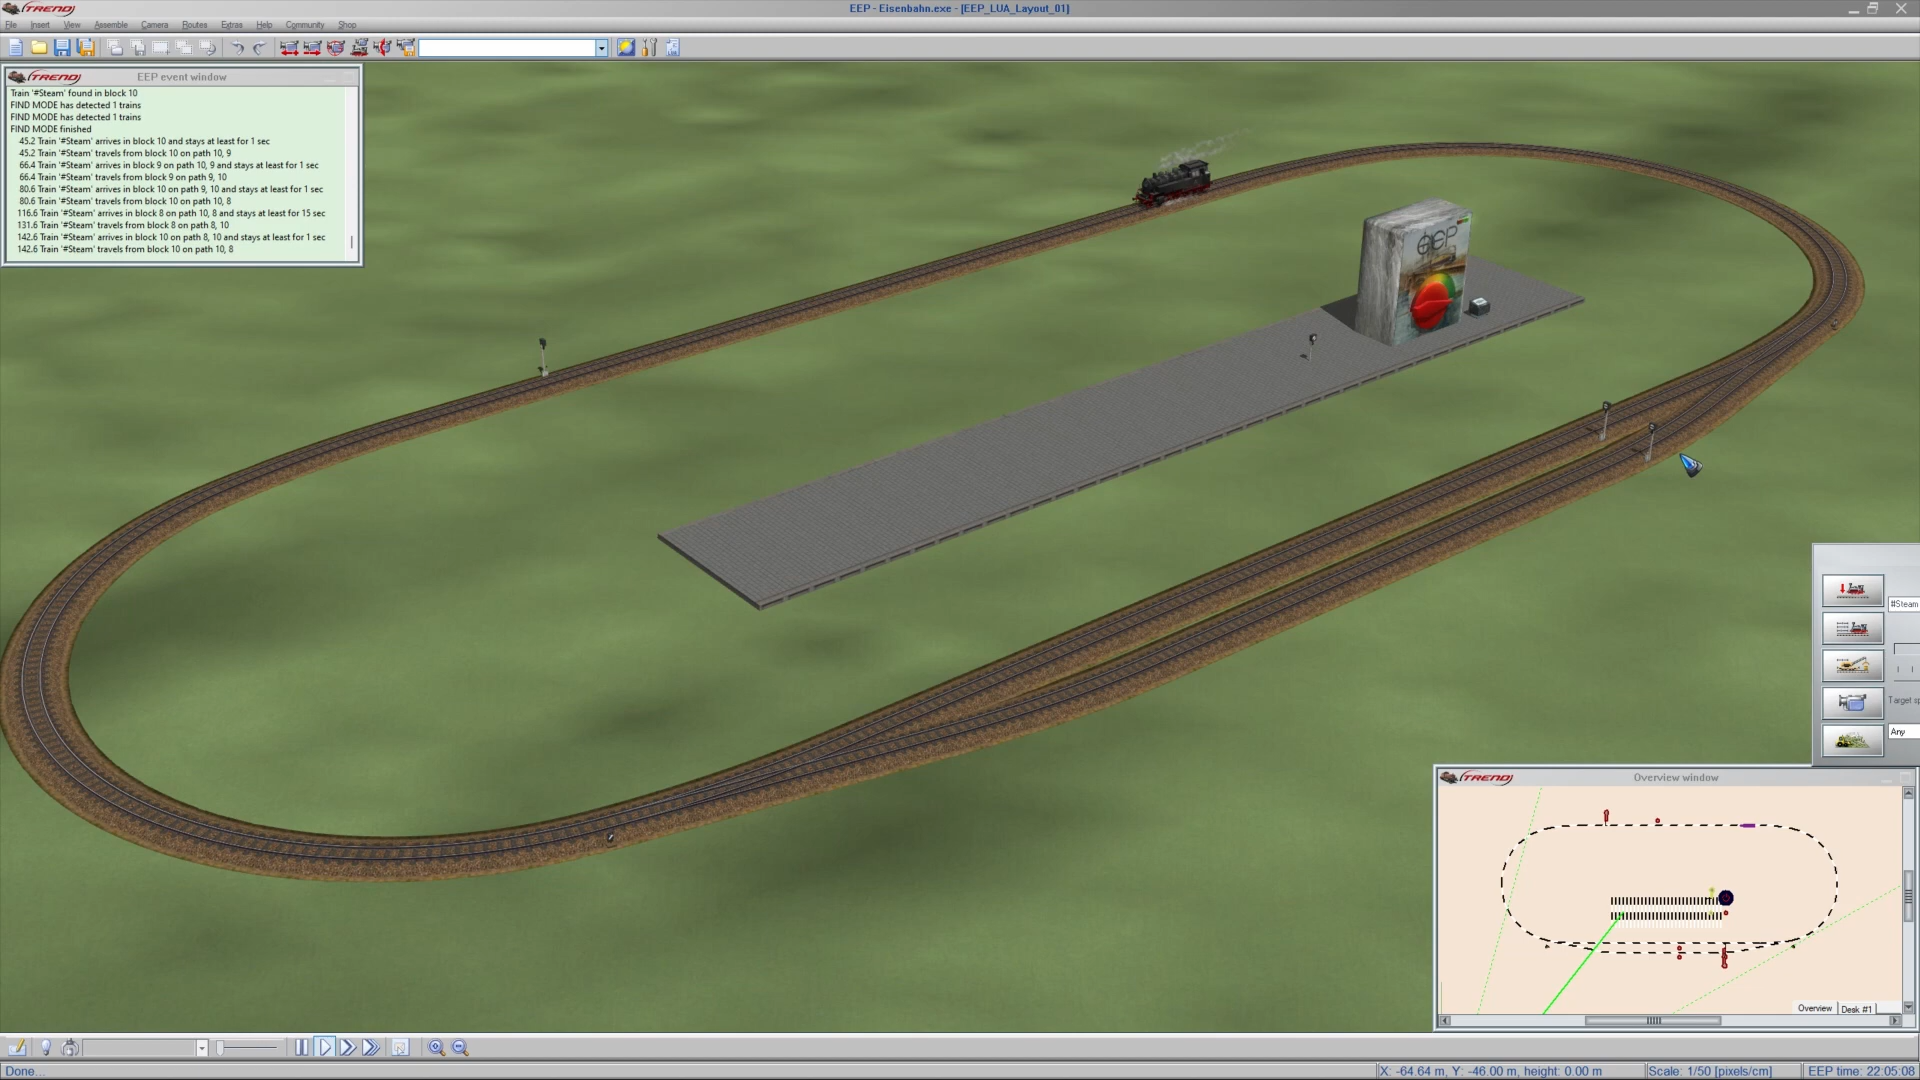 TREND
EEP - Eisenbahn.exe - [EEP_LUA_Layout_01]
File Insert View Assemble Camera Routes Extras Help Community Shop
TREND EEP event window
Train '#Steam' found in block 10
FIND MODE has detected 1 trains
FIND MODE has detected 1 trains
FIND MODE finished
45.2 Train '#Steam' arrives in block 10 and stays at least for 1 sec
45.2 Train '#Steam' travels from block 10 on path 10, 9
66.4 Train '#Steam' arrives in block 9 on path 10, 9 and stays at least for 1 sec
66.4 Train '#Steam' travels from block 9 on path 9, 10
80.6 Train '#Steam' arrives in block 10 on path 9, 10 and stays at least for 1 sec
80.6 Train '#Steam' travels from block 10 on path 10, 8
116.6 Train '#Steam' arrives in block 8 on path 10, 8 and stays at least for 15 sec
131.6 Train '#Steam' travels from block 8 on path 8, 10
142.6 Train '#Steam' arrives in block 10 on path 8, 10 and stays at least for 1 sec
142.6 Train '#Steam' travels from block 10 on path 10, 8
EEP
#Steam
Target sp
Any
TREND Overview window
Overview Desk #1
Done...
X: -64.64 m, Y: -46.00 m, height: 0.00 m
Scale: 1/50 [pixels/cm]
EEP time: 22:05:08